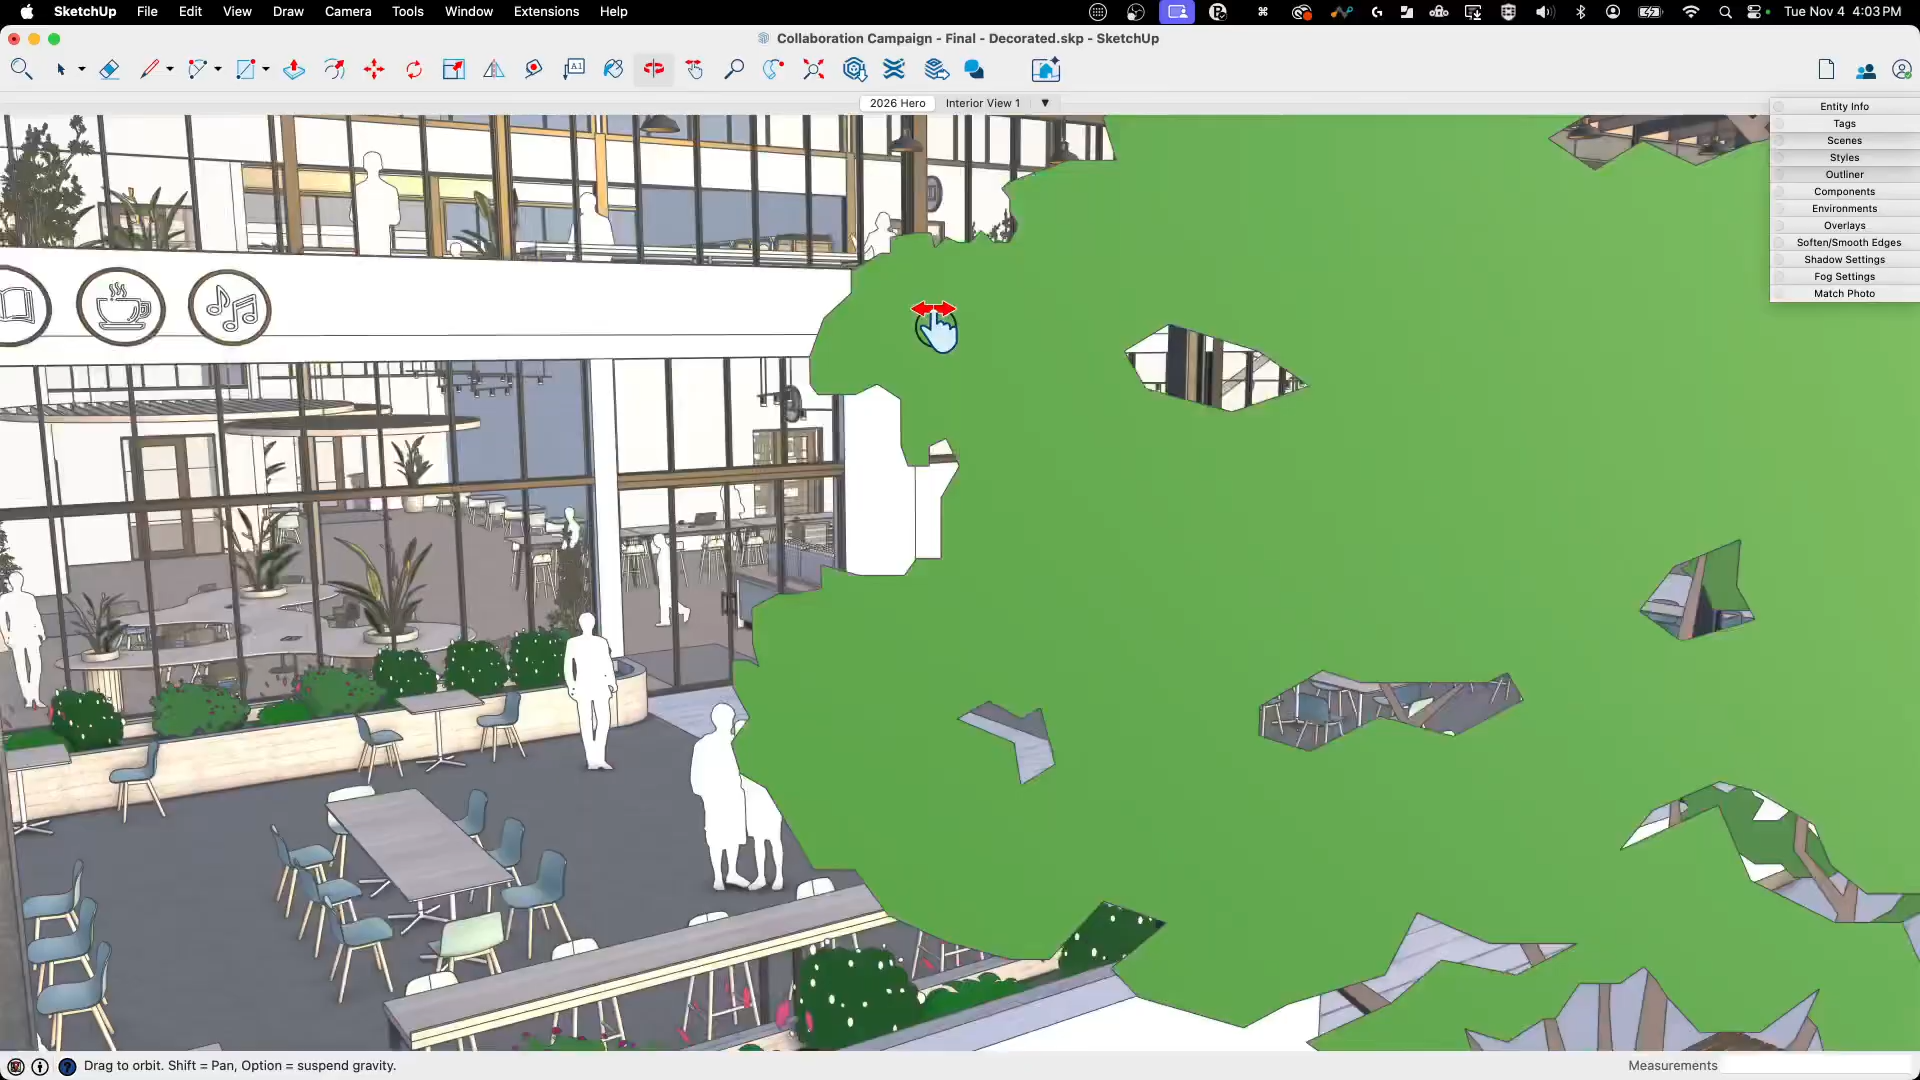 SketchUp File Edit View Draw Camera Tools Window Extensions Help
Tue Nov 4 4:03 PM
Collaboration Campaign - Final - Decorated.skp - SketchUp
A1
2026 Hero Interior View 1
Entity Info
Tags
Scenes
Styles
Outliner
Components
Environments
Overlays
Soften/Smooth Edges
Shadow Settings
Fog Settings
Match Photo
Drag to orbit. Shift = Pan, Option = suspend gravity.
Measurements